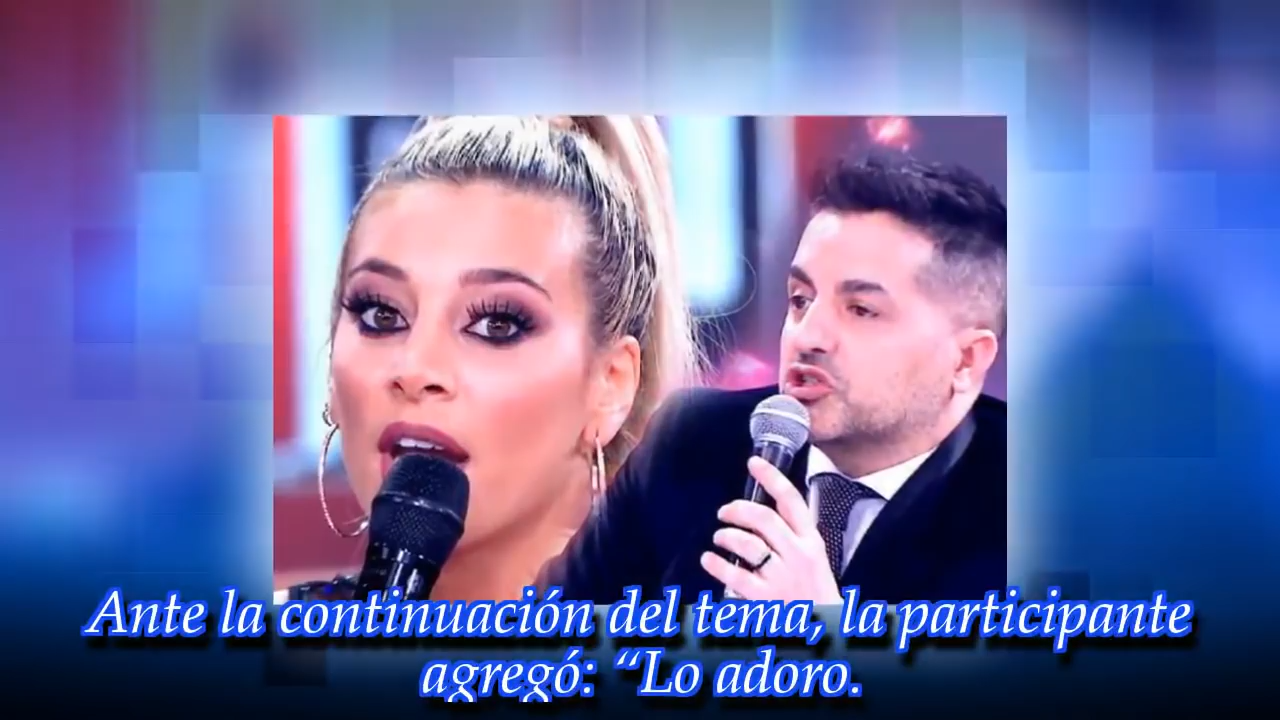 Ante la continuación del tema, la participante
agregó: “Lo adoro.